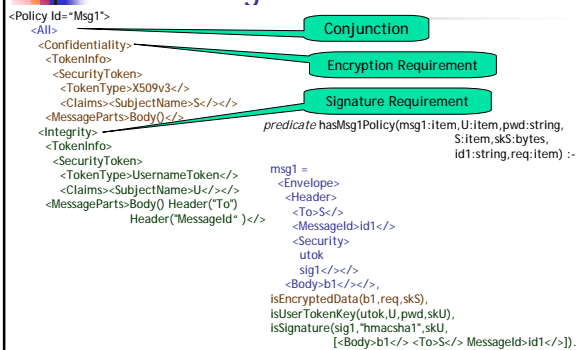 <Policy Id="Msg1">
<All>
<Confidentiality>
<TokenInfo>
<SecurityToken>
<TokenType>X509v3</>
<Claims><SubjectName>S</></>
<MessageParts>Body()</>
<Integrity>
<TokenInfo>
<SecurityToken>
<TokenType>UsernameToken</>
<Claims><SubjectName>U</></>
<MessageParts>Body() Header("To")
Header("MessageId" )</>
Conjunction
Encryption Requirement
Signature Requirement
predicate hasMsg1Policy(msg1:item,U:item,pwd:string,
S:item,skS:bytes,
id1:string,req:item) :-
msg1 =
<Envelope>
<Header>
<To>S</>
<MessageId>id1</>
<Security>
utok
sig1</></>
<Body>b1</></>,
isEncryptedData(b1,req,skS),
isUserTokenKey(utok,U,pwd,skU),
isSignature(sig1,"hmacsha1",skU,
[<Body>b1</> <To>S</> MessageId>id1</>]).